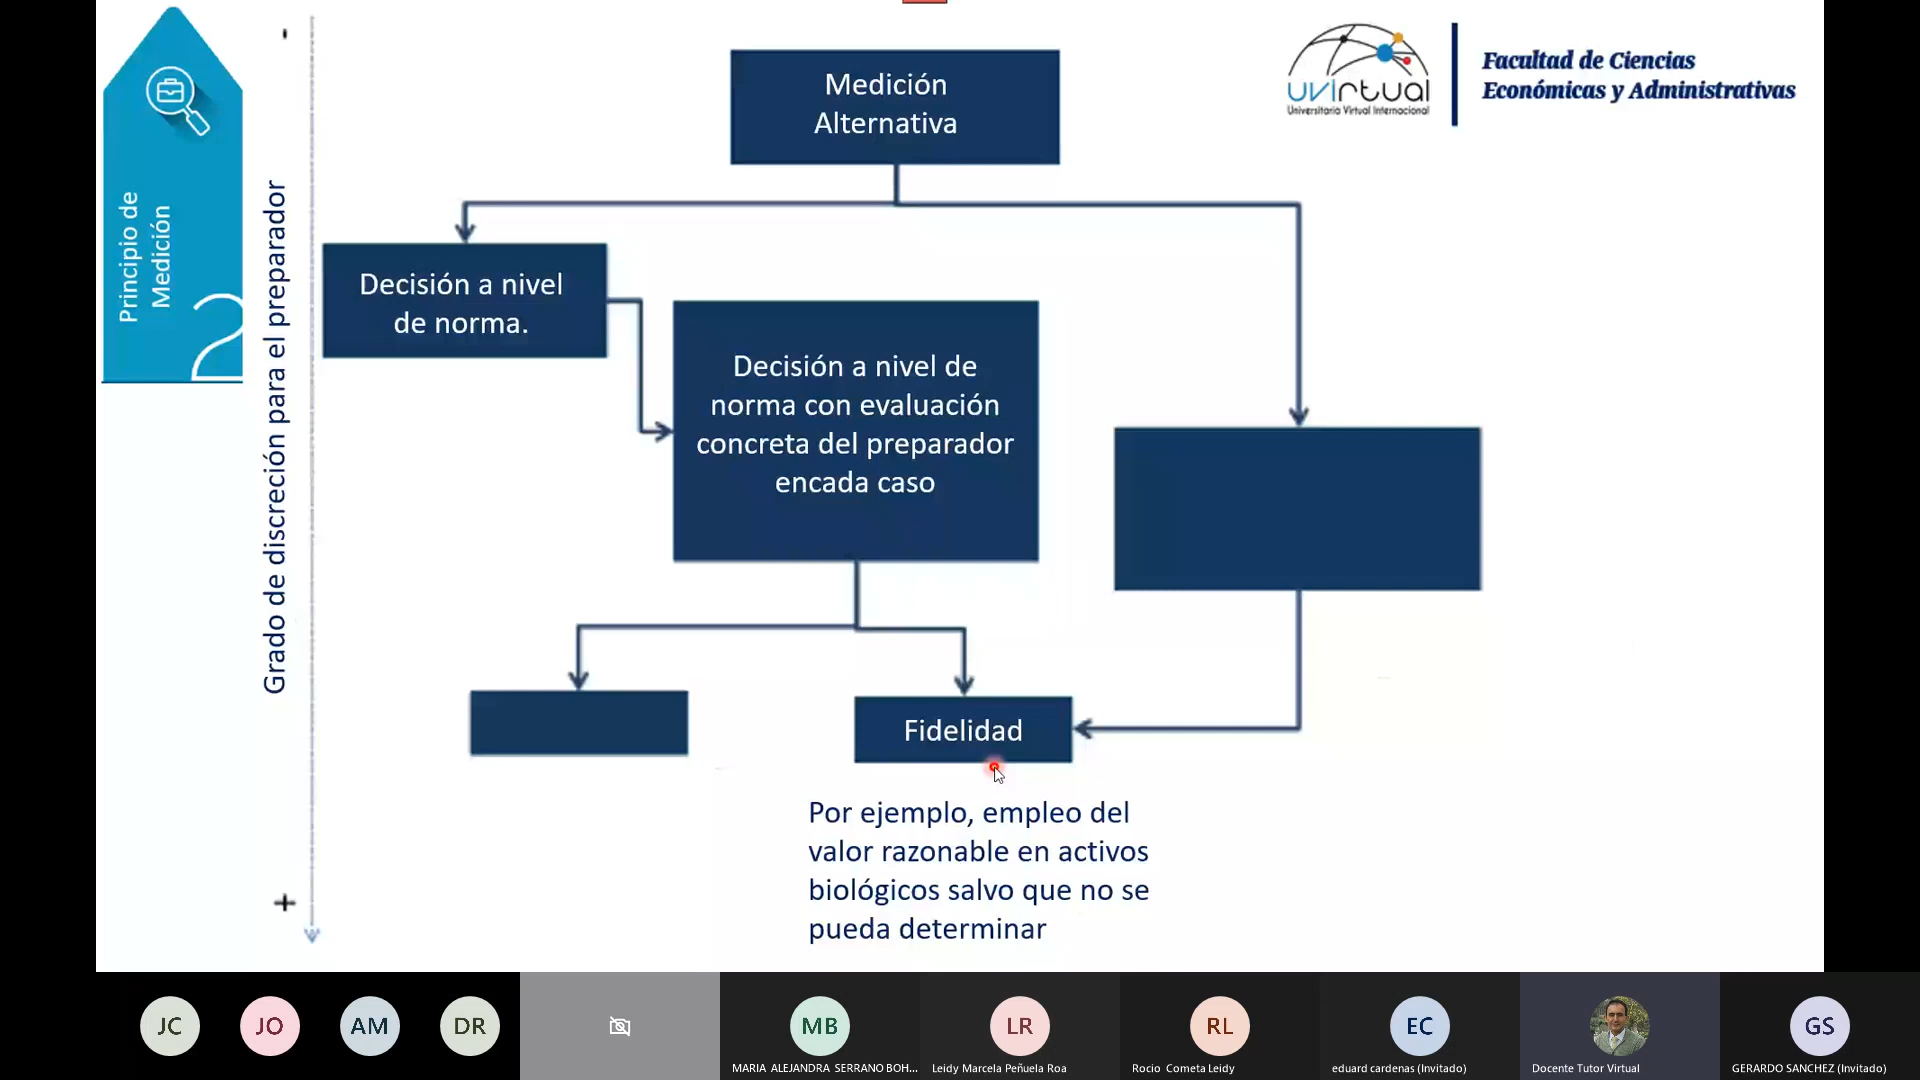 Principio de
Medición
2
Grado de discreción para el preparador
+
Medición
Alternativa
uvirtual
Universitaria Virtual Internacional
Facultad de Ciencias
Económicas y Administrativas
Decisión a nivel
de norma.
Decisión a nivel de
norma con evaluación
concreta del preparador
encada caso
Fidelidad
Por ejemplo, empleo del
valor razonable en activos
biológicos salvo que no se
pueda determinar
JC
JO
AM
DR
MB
LR
RL
EC
GS
MARIA ALEJANDRA SERRANO BOH...
Leidy Marcela Peñuela Roa
Rocio Cometa Leidy
eduard cardenas (Invitado)
Docente Tutor Virtual
GERARDO SANCHEZ (Invitado)